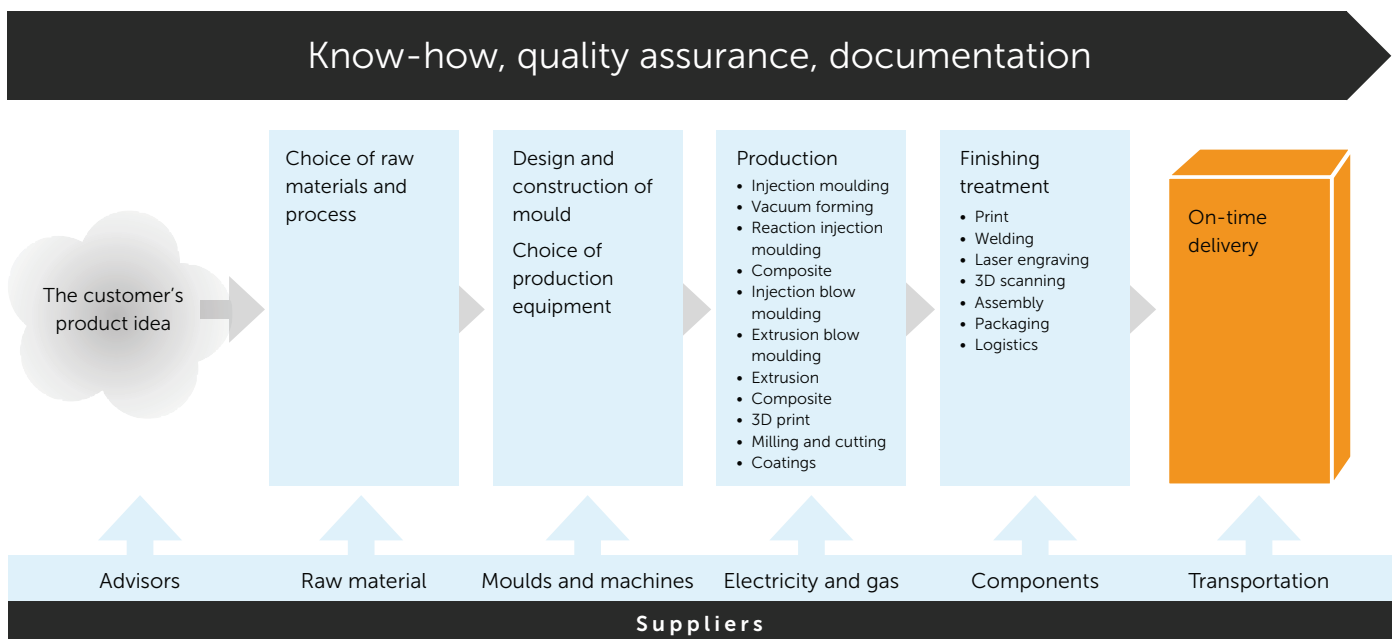 Know-how, quality assurance, documentation
The customer's
product idea
Choice of raw
materials and
process
Design and
construction of
mould
Choice of
production
equipment
Production
• Injection moulding
• Vacuum forming
• Reaction injection
moulding
• Composite
• Injection blow
moulding
• Extrusion blow
moulding
• Extrusion
• Composite
• 3D print
• Milling and cutting
• Coatings
Finishing
treatment
• Print
• Welding
• Laser engraving
• 3D scanning
• Assembly
• Packaging
• Logistics
On-time
delivery
Advisors
Raw material
Moulds and machines
Electricity and gas
Components
Transportation
Suppliers